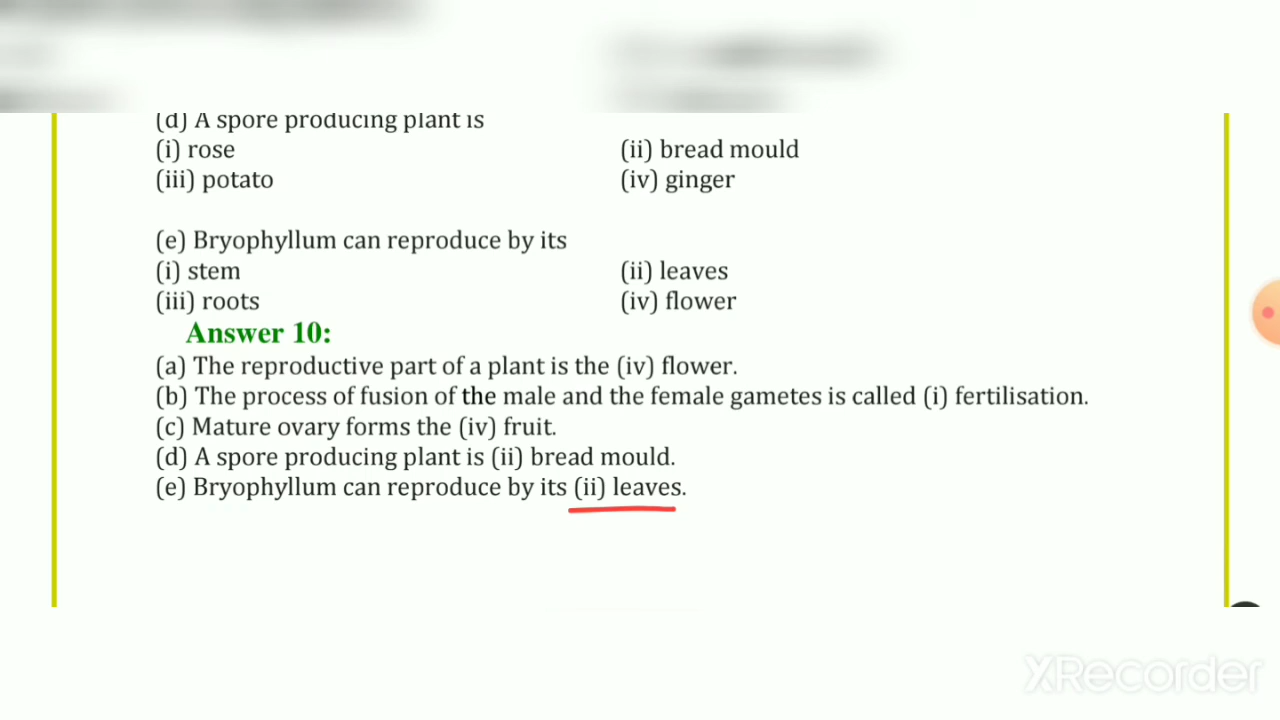 (d) A spore producing plant is
(i) rose (ii) bread mould
(iii) potato (iv) ginger
(e) Bryophyllum can reproduce by its
(i) stem (ii) leaves
(iii) roots (iv) flower
Answer 10:
(a) The reproductive part of a plant is the (iv) flower.
(b) The process of fusion of the male and the female gametes is called (i) fertilisation.
(c) Mature ovary forms the (iv) fruit.
(d) A spore producing plant is (ii) bread mould.
(e) Bryophyllum can reproduce by its (ii) leaves.
XRecorder